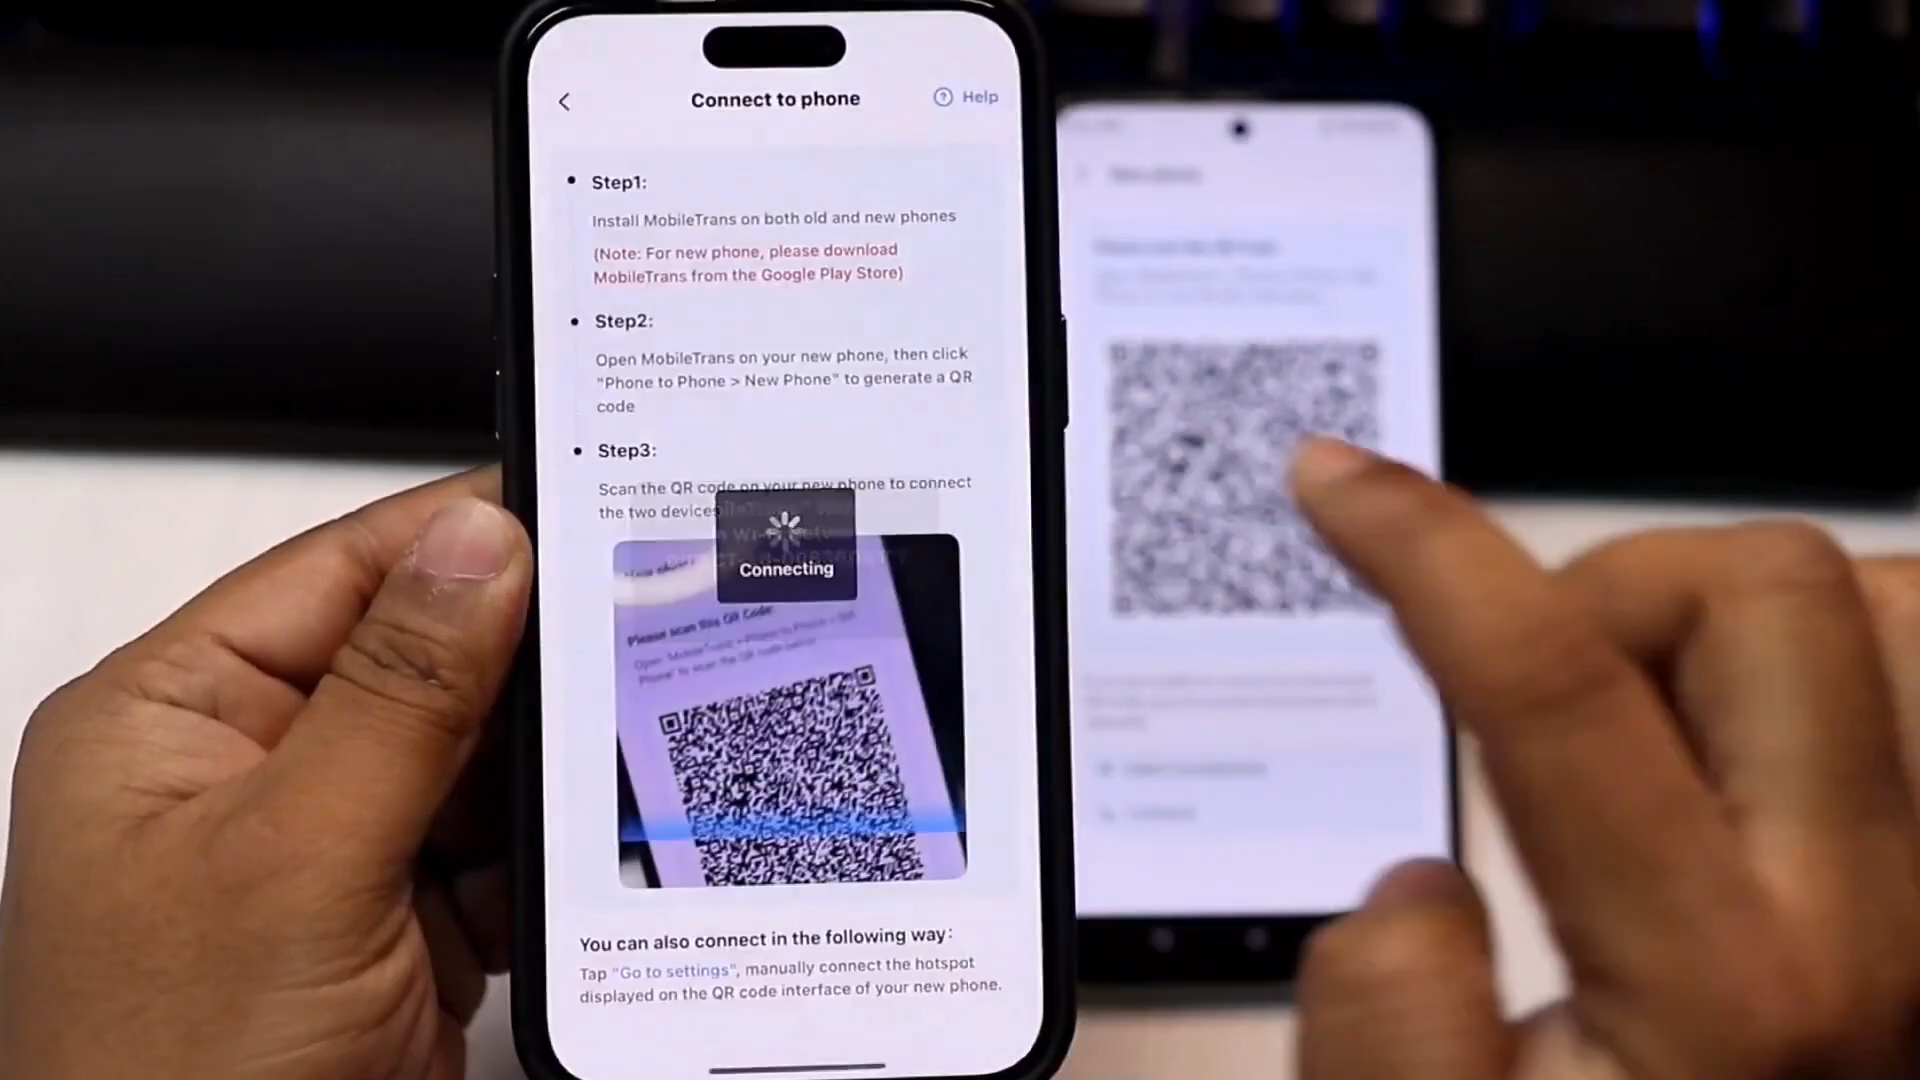 Connect to phone
Help
Step1:
Install MobileTrans on both old and new phones
(Note: For new phone, please download
MobileTrans from the Google Play Store)
Step2:
Open MobileTrans on your new phone, then click
"Phone to Phone > New Phone" to generate a QR
code
Step3:
Scan the QR code on your new phone to connect
the two devices
Connecting
Please scan this QR Code
You can also connect in the following way:
Tap "Go to settings", manually connect the hotspot
displayed on the QR code interface of your new phone.